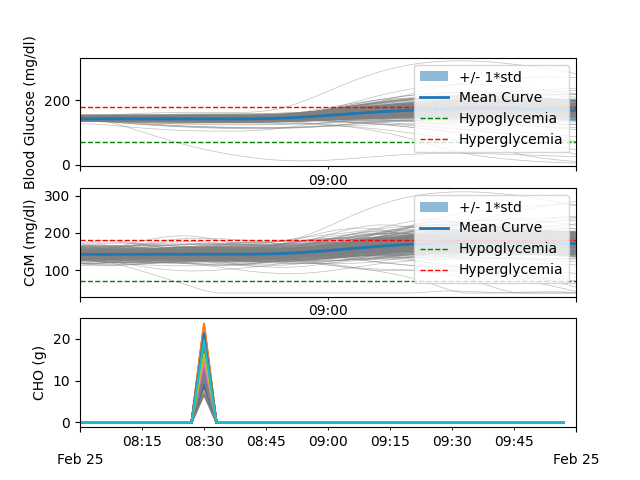 Blood Glucose (mg/dl)
200
0
+/- 1*std
Mean Curve
Hypoglycemia
Hyperglycemia
09:00
CGM (mg/dl)
300
200
100
+/- 1*std
Mean Curve
Hypoglycemia
Hyperglycemia
09:00
CHO (g)
20
10
0
08:15 08:30 08:45 09:00 09:15 09:30 09:45
Feb 25 Feb 25